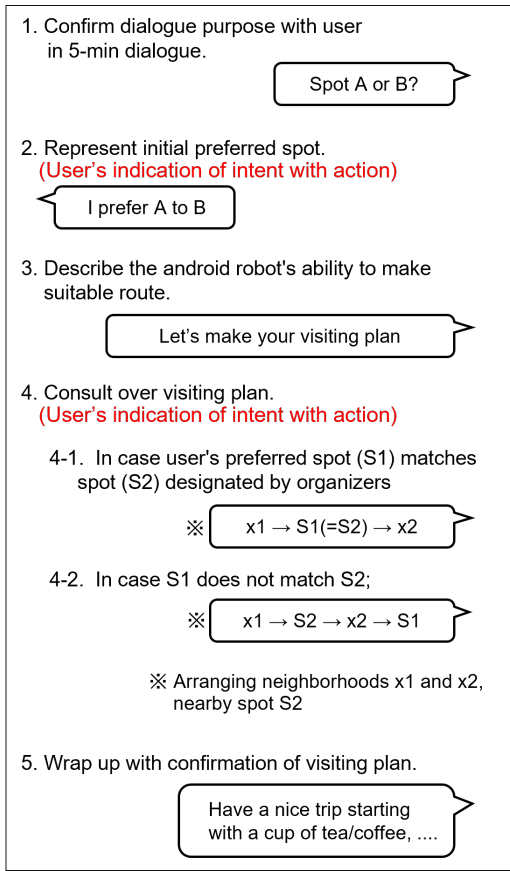 1. Confirm dialogue purpose with user
in 5-min dialogue.
Spot A or B?
2. Represent initial preferred spot.
(User's indication of intent with action)
I prefer A to B
3. Describe the android robot's ability to make
suitable route.
Let's make your visiting plan
4. Consult over visiting plan.
(User's indication of intent with action)
4-1.  In case user's preferred spot (S1) matches
spot (S2) designated by organizers
※ x1 → S1(=S2) → x2
4-2.  In case S1 does not match S2;
※ x1 → S2 → x2 → S1
※ Arranging neighborhoods x1 and x2,
nearby spot S2
5. Wrap up with confirmation of visiting plan.
Have a nice trip starting
with a cup of tea/coffee, ....